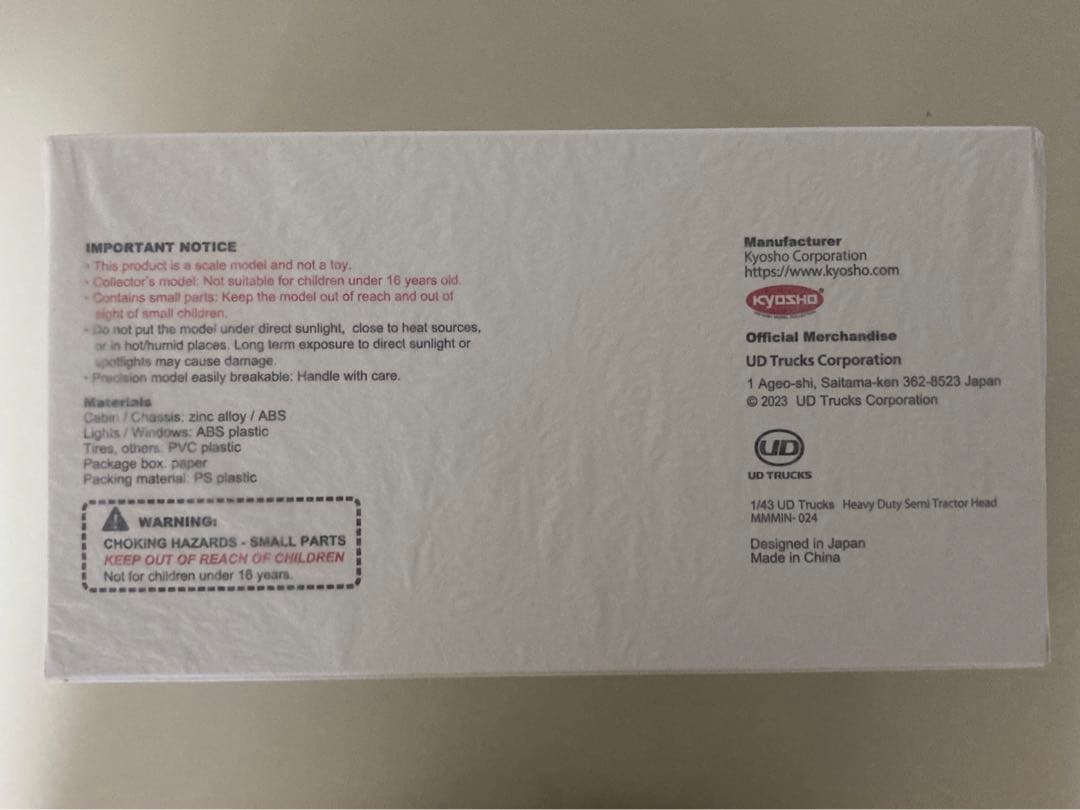 IMPORTANT NOTICE
• This product is a scale model and not a toy.
• Collector's model: Not suitable for children under 16 years old.
• Contains small parts: Keep the model out of reach and out of
sight of small children.
• Do not put the model under direct sunlight, close to heat sources,
or in hot/humid places. Long term exposure to direct sunlight or
spotlights may cause damage.
• Precision model easily breakable: Handle with care.
Materials
Cabin / Chassis: zinc alloy / ABS
Lights / Windows: ABS plastic
Tires, others: PVC plastic
Package box: paper
Packing material: PS plastic
WARNING:
CHOKING HAZARDS - SMALL PARTS
KEEP OUT OF REACH OF CHILDREN
Not for children under 16 years.
Manufacturer
Kyosho Corporation
https://www.kyosho.com
KYOSHO
Official Merchandise
UD Trucks Corporation
1 Ageo-shi, Saitama-ken 362-8523 Japan
© 2023 UD Trucks Corporation
UD
UD TRUCKS
1/43 UD Trucks Heavy Duty Semi Tractor Head
MMMIN- 024
Designed in Japan
Made in China